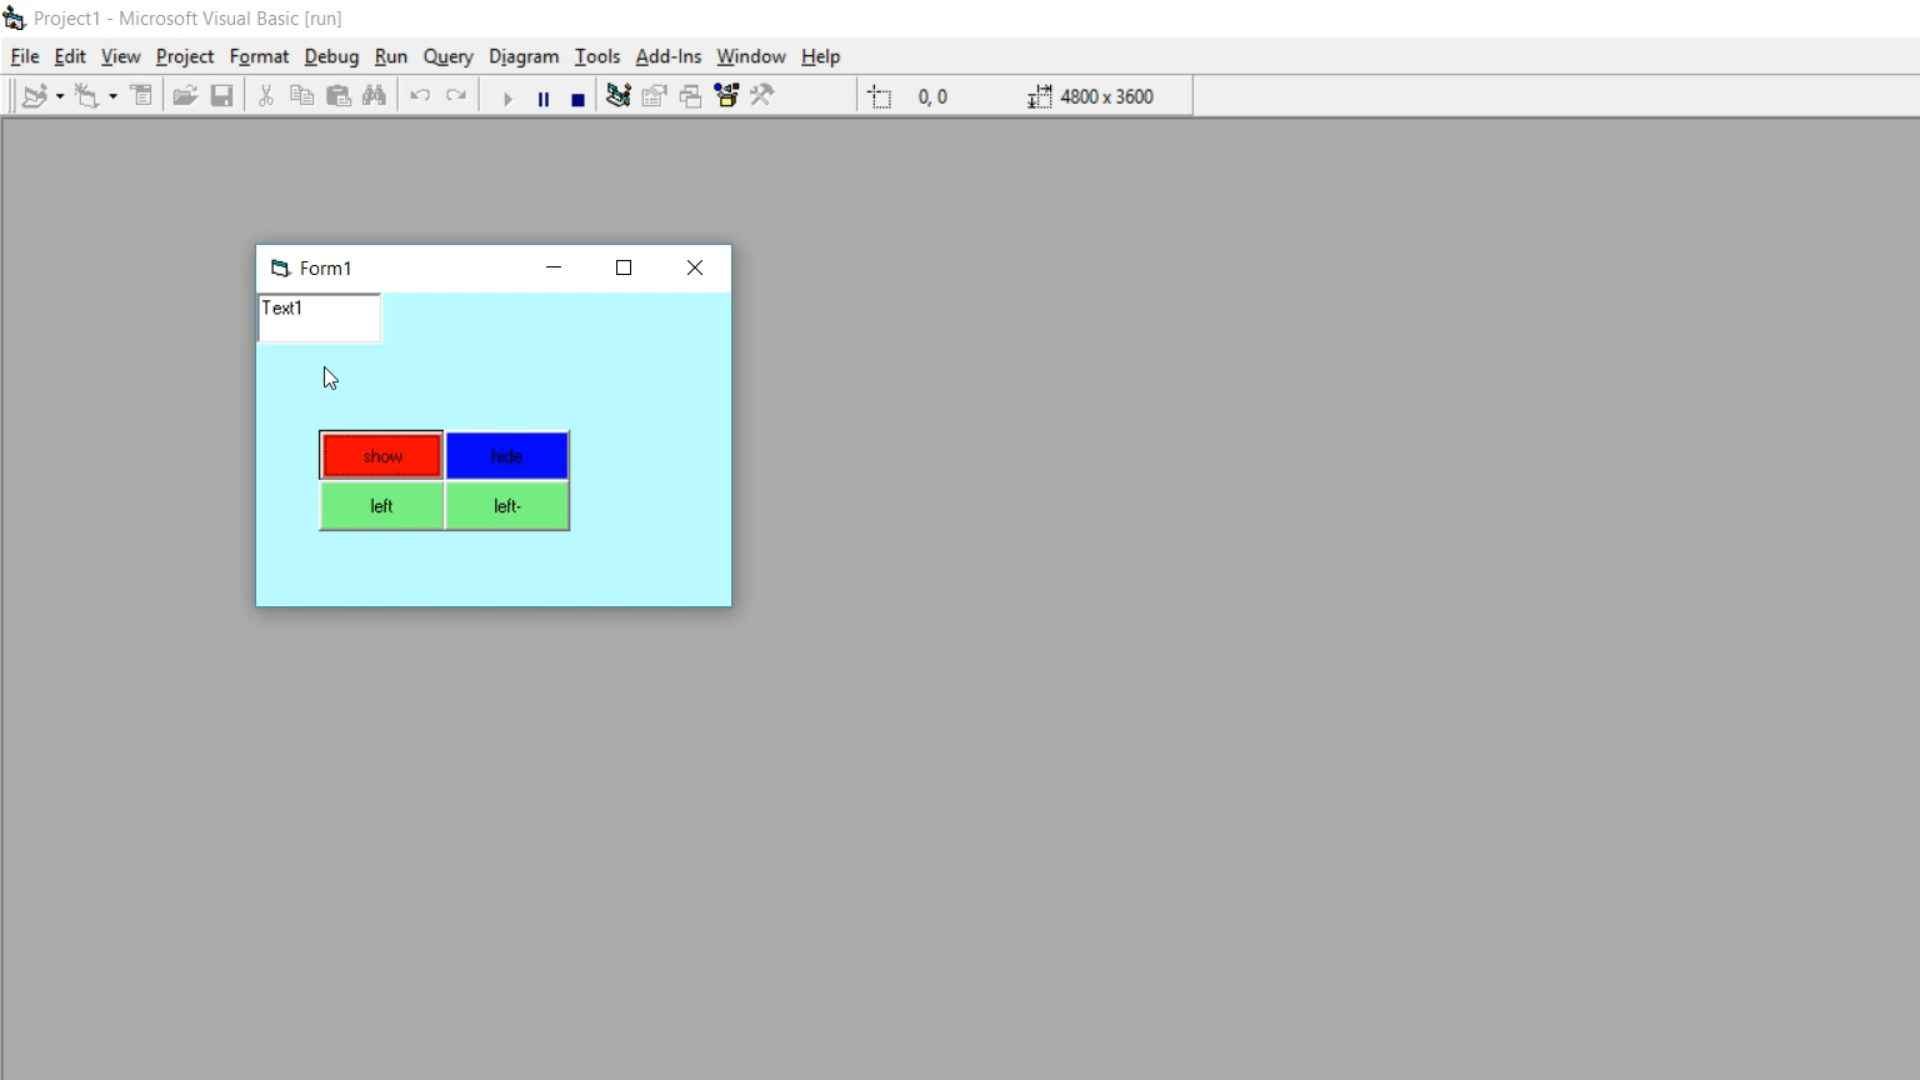 Project1 - Microsoft Visual Basic [run]
File Edit View Project Format Debug Run Query Diagram Tools Add-Ins Window Help
0, 0 4800 x 3600
Form1
Text1
show hide
left left-